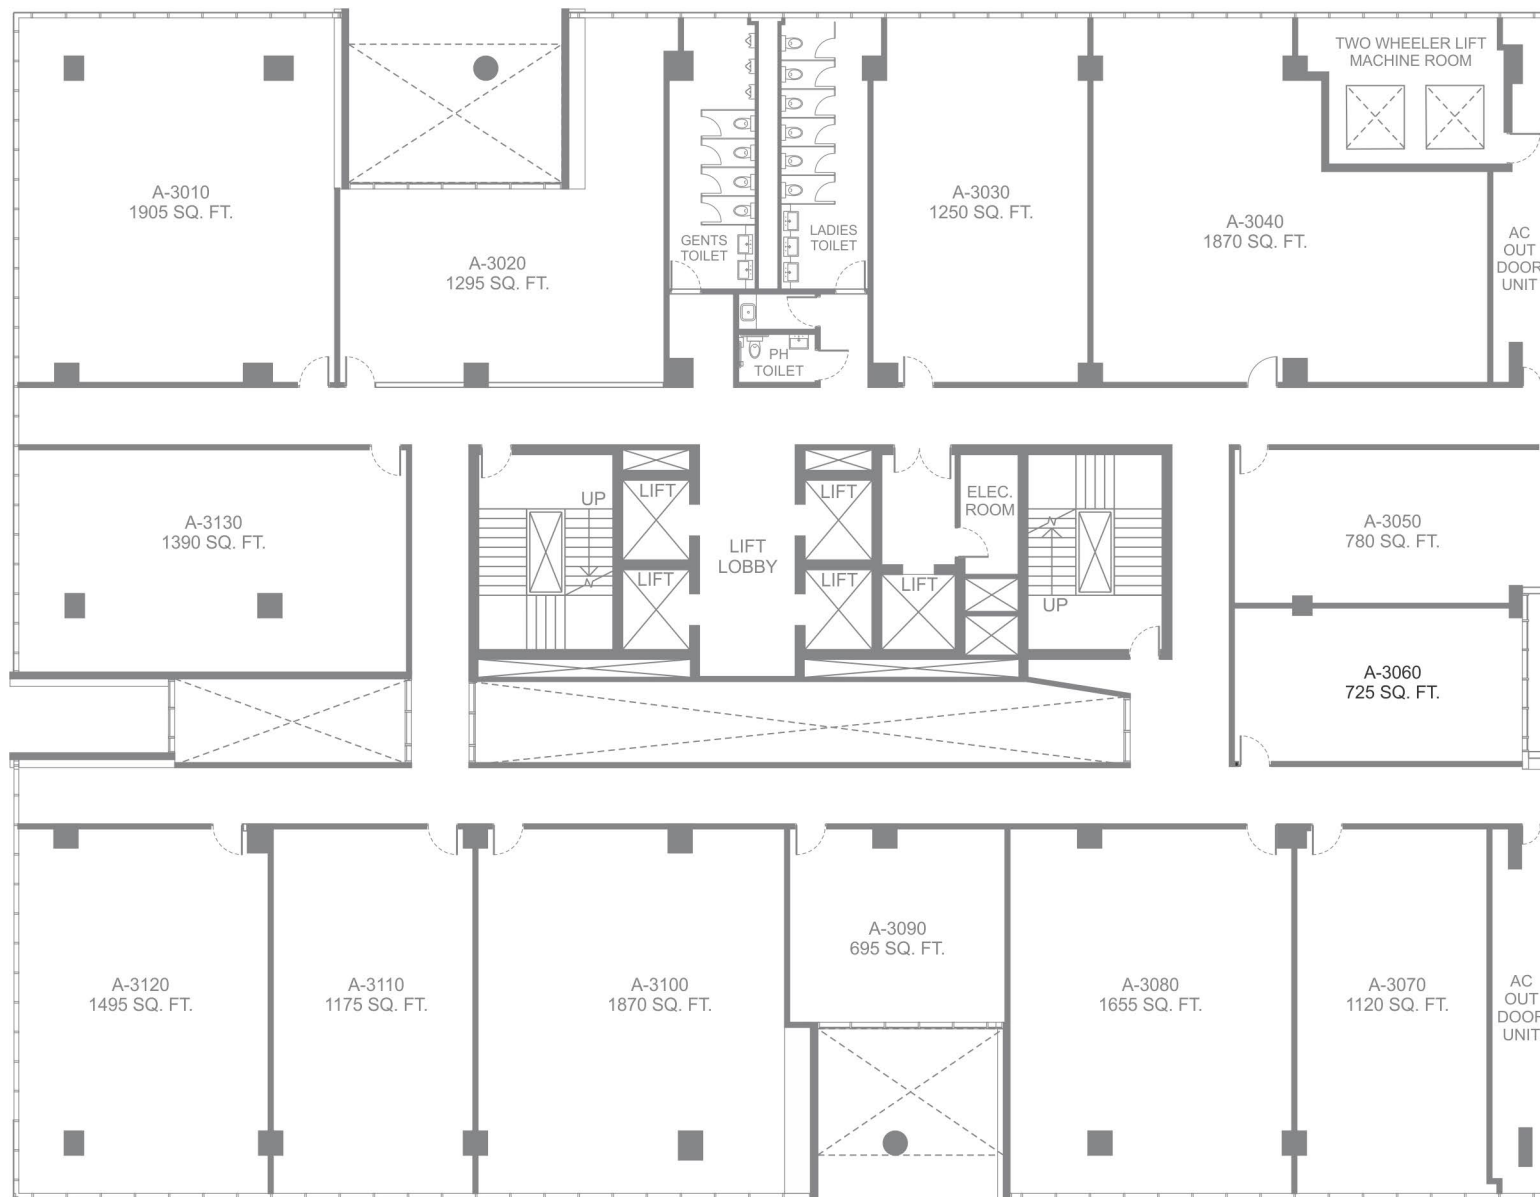 TWO WHEELER LIFT
MACHINE ROOM
A-3010
1905 SQ. FT.
A-3020
1295 SQ. FT.
GENTS
TOILET
LADIES
TOILET
PH
TOILET
A-3030
1250 SQ. FT.
A-3040
1870 SQ. FT.
AC
OUT
DOOR
UNIT
A-3130
1390 SQ. FT.
UP
LIFT
LIFT
LIFT
LOBBY
LIFT
LIFT
LIFT
ELEC.
ROOM
UP
A-3050
780 SQ. FT.
A-3060
725 SQ. FT.
A-3120
1495 SQ. FT.
A-3110
1175 SQ. FT.
A-3100
1870 SQ. FT.
A-3090
695 SQ. FT.
A-3080
1655 SQ. FT.
A-3070
1120 SQ. FT.
AC
OUT
DOOR
UNIT